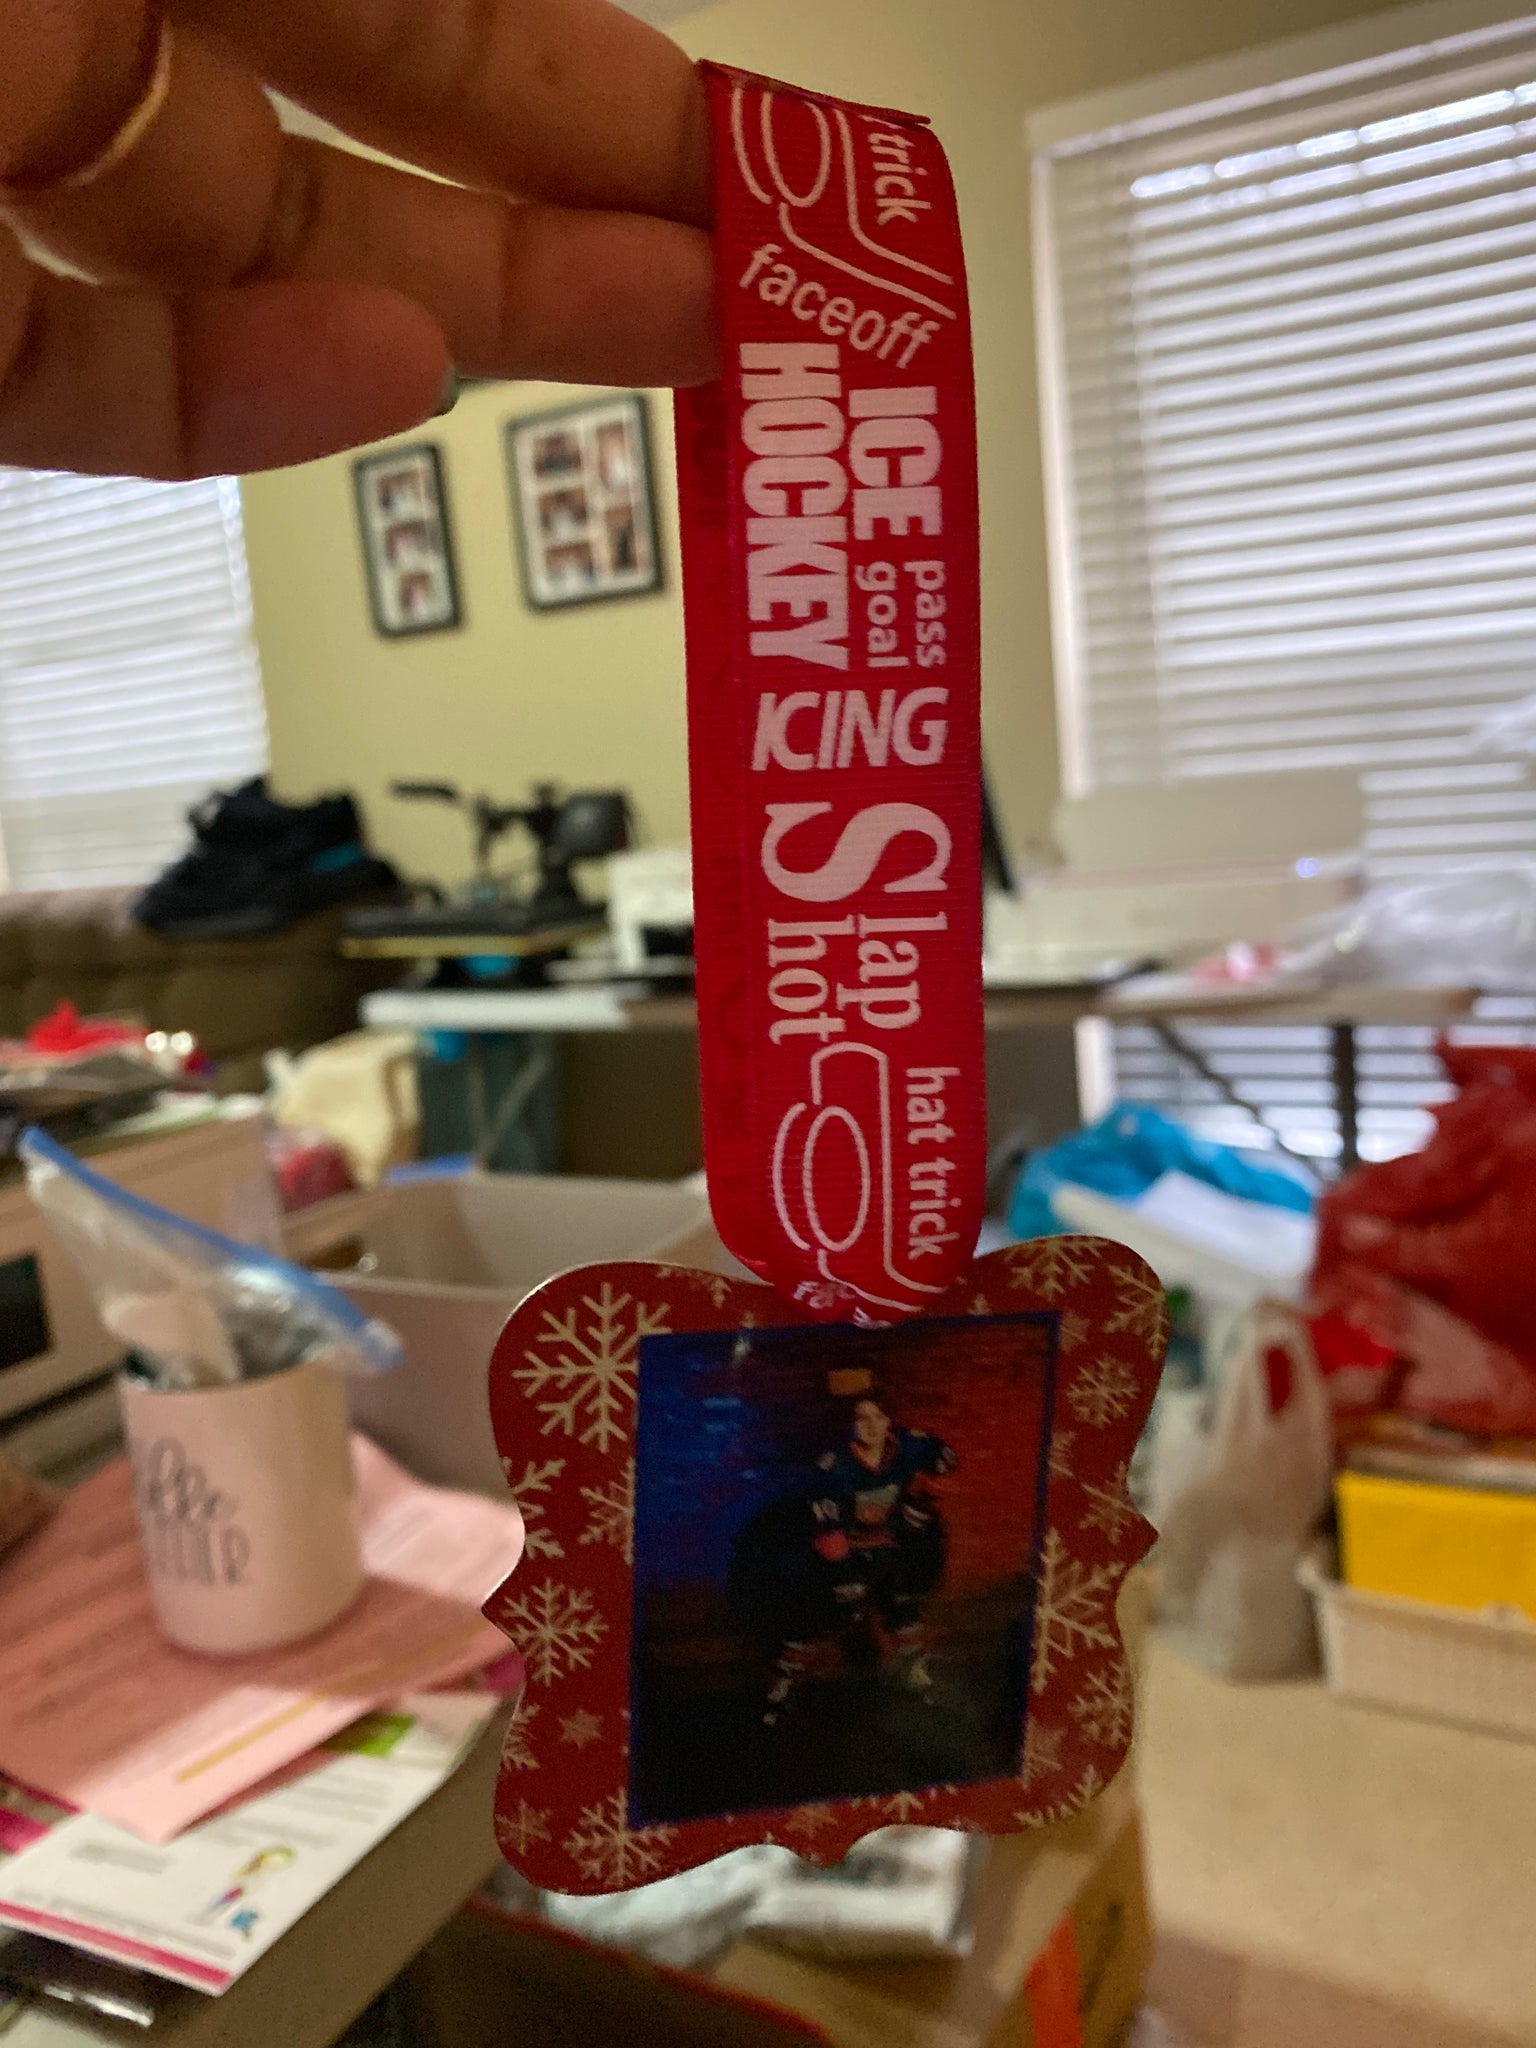 trick
faceoff
ICE
HOCKEY
pass
goal
ICING
Slap
Shot
hat trick